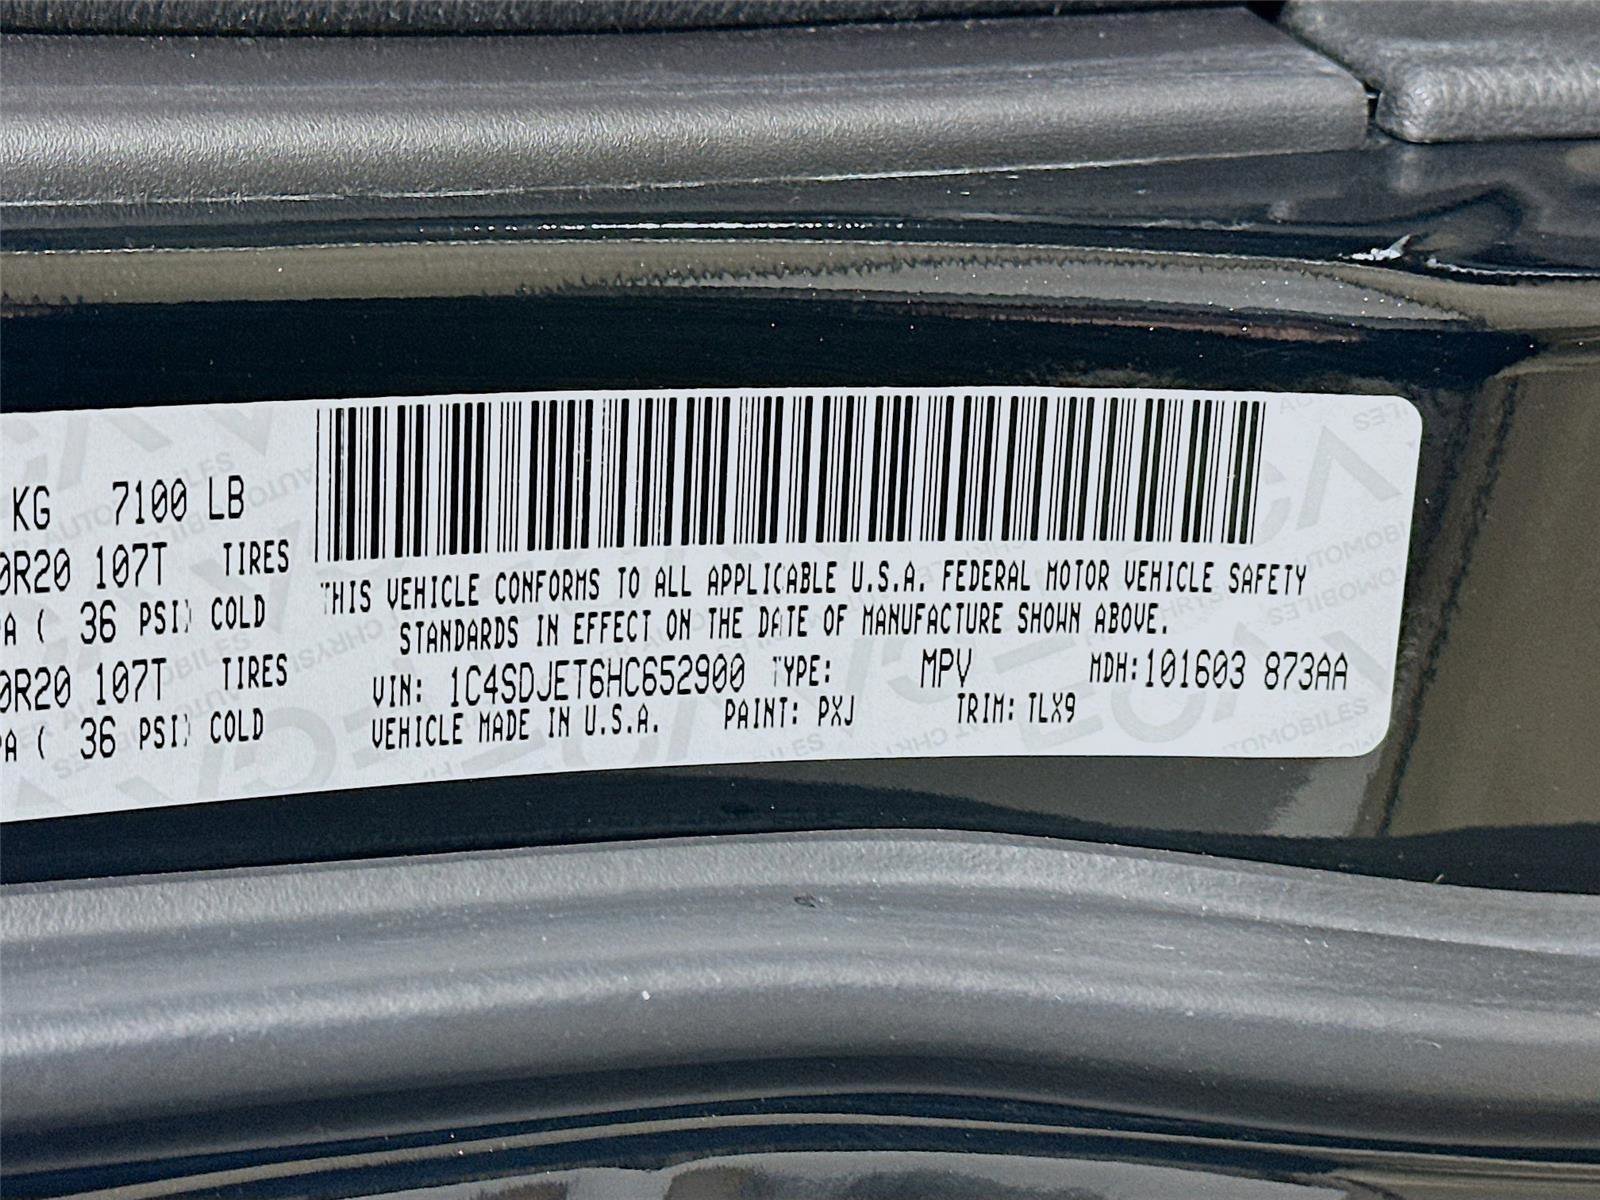 KG 7100 LB
0R20 107T TIRES
PA ( 36 PSI) COLD
0R20 107T TIRES
PA ( 36 PSI) COLD
THIS VEHICLE CONFORMS TO ALL APPLICABLE U.S.A. FEDERAL MOTOR VEHICLE SAFETY
STANDARDS IN EFFECT ON THE DATE OF MANUFACTURE SHOWN ABOVE.
VIN: 1C4SDJET6HC652900 TYPE: MPV MDH:101603 873AA
VEHICLE MADE IN U.S.A. PAINT: PXJ TRIM: TLX9